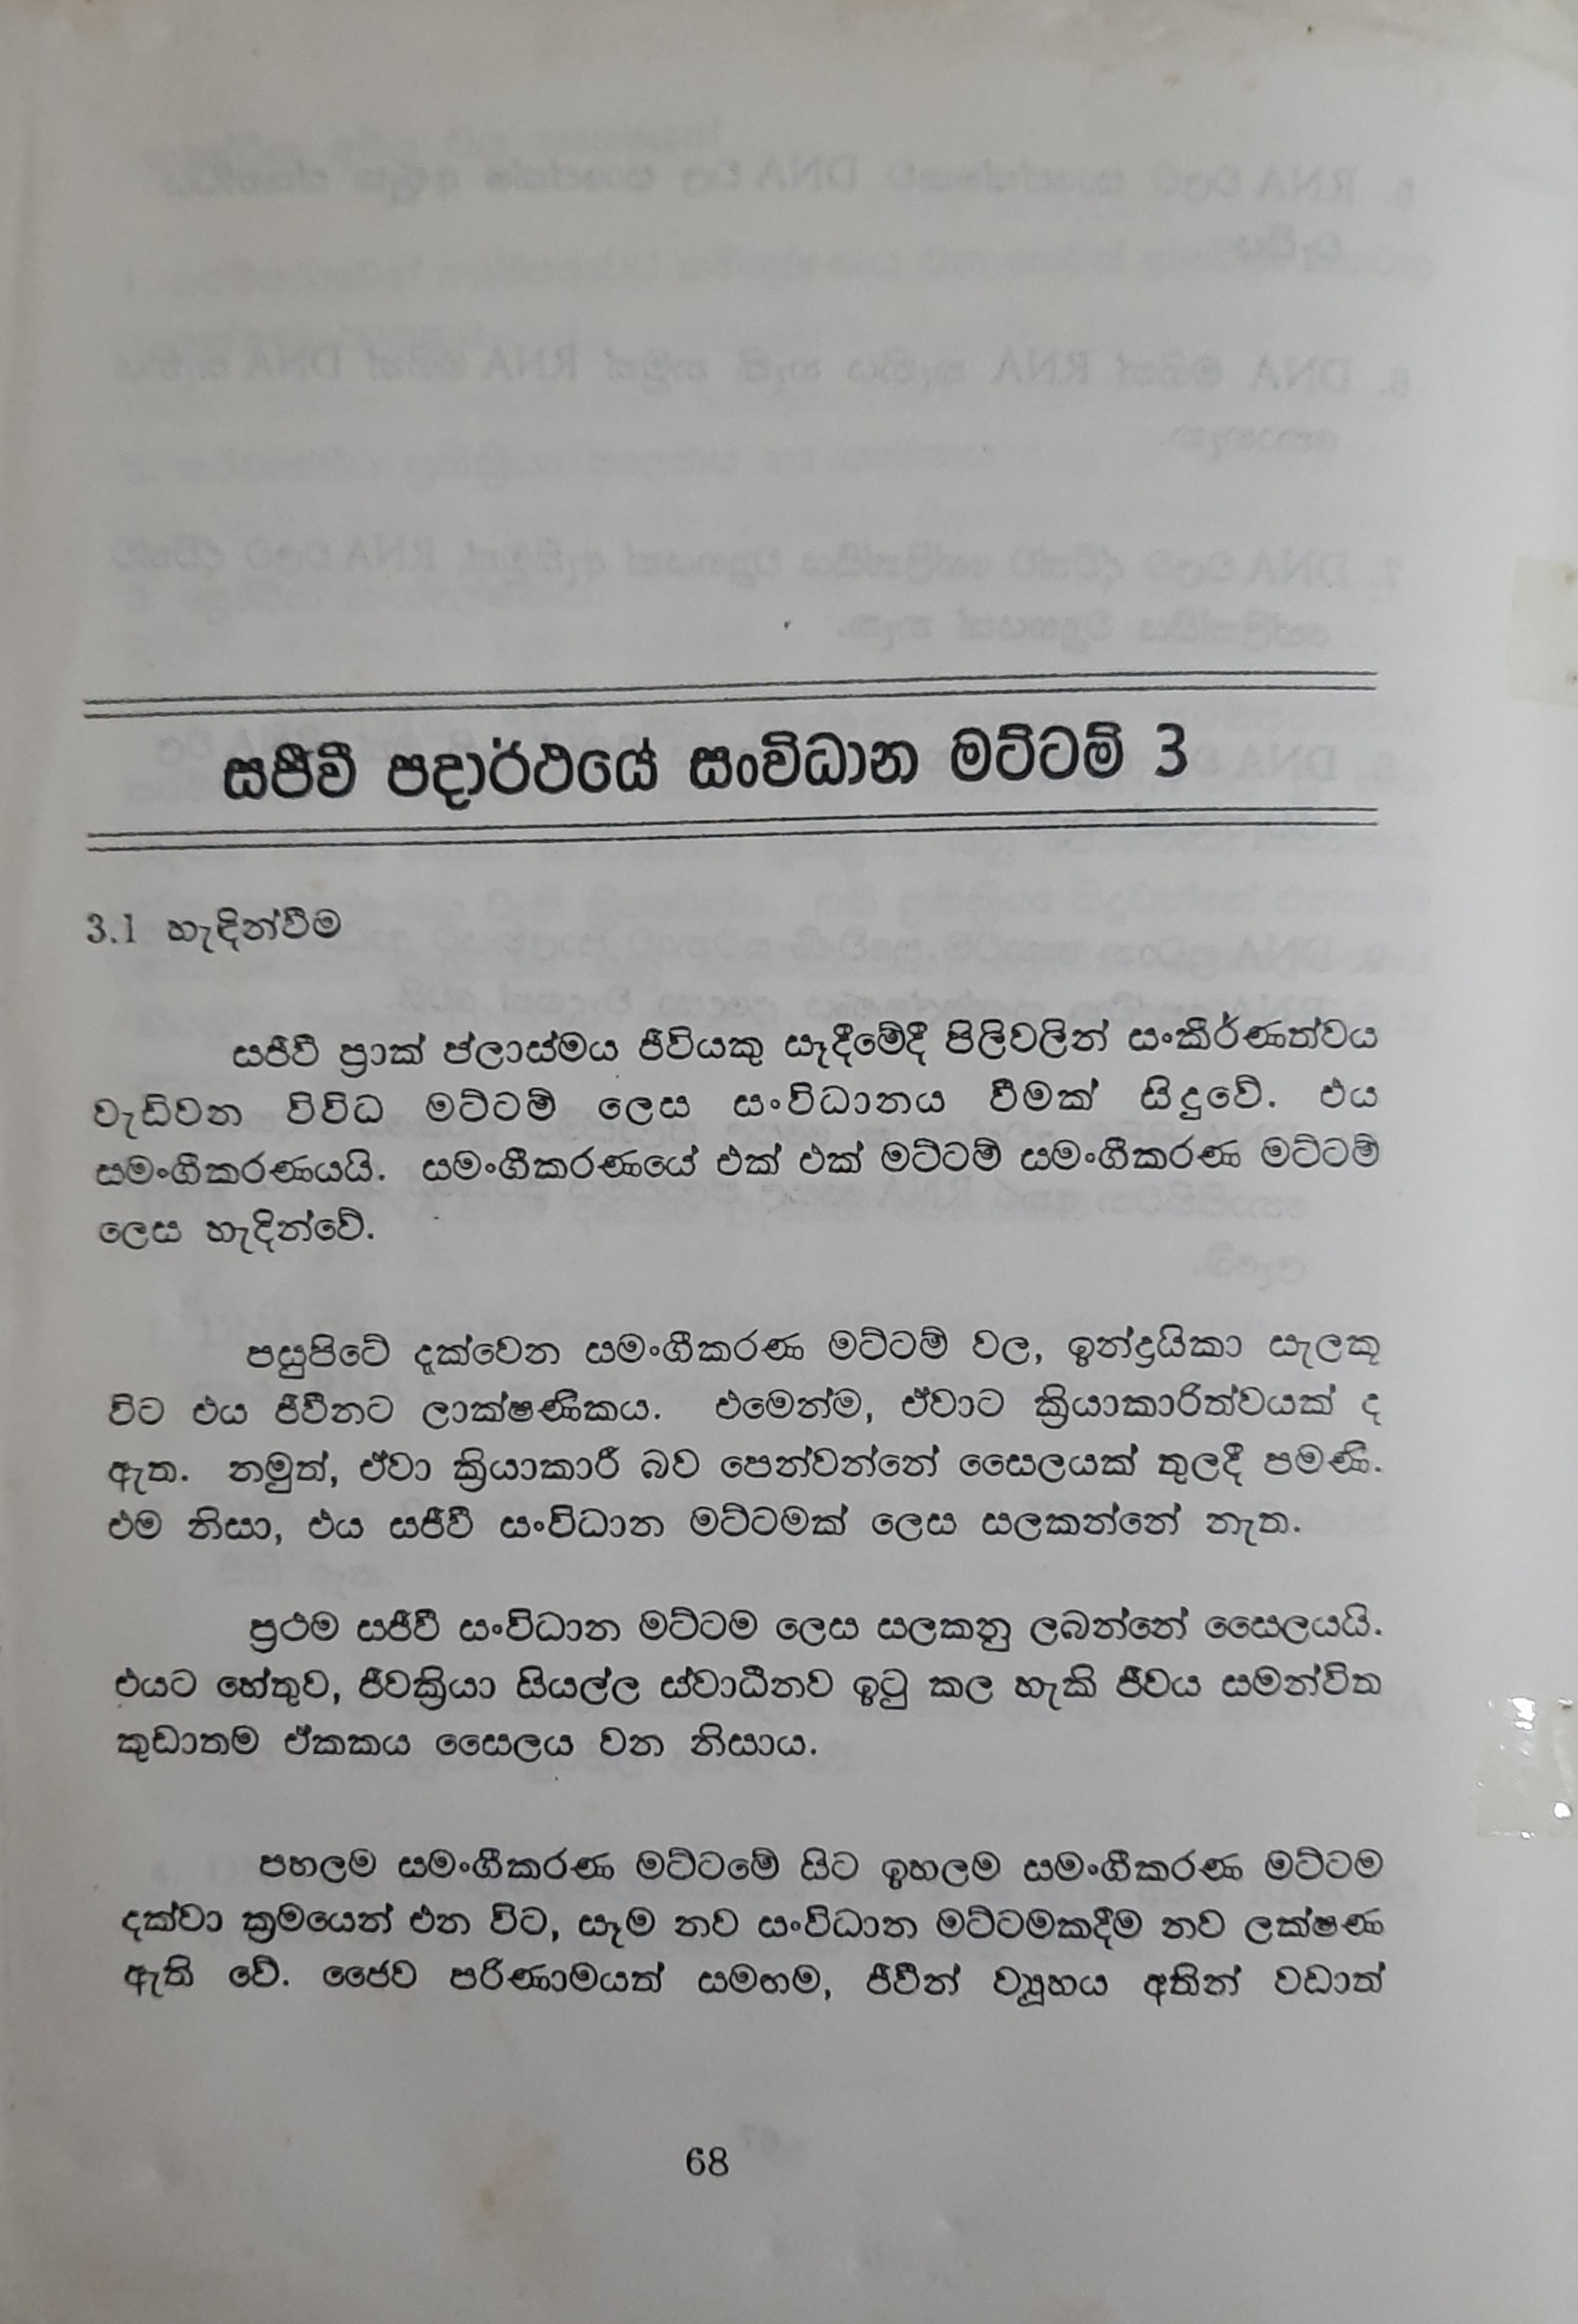 සජීවී පදාර්ථයේ සංවිධාන මට්ටම් 3
3.1 හැඳින්වීම
සජීවී ප්‍රාක් ප්ලාස්මය ජීවියකු සෑදීමේදී පිලිවලින් සංකීර්ණත්වය
වැඩිවන විවිධ මට්ටම් ලෙස සංවිධානය වීමක් සිදුවේ. එය
සමංගීකරණයයි. සමංගීකරණයේ එක් එක් මට්ටම් සමංගීකරණ මට්ටම්
ලෙස හැදින්වේ.
පසුපිටේ දැක්වෙන සමංගීකරණ මට්ටම් වල, ඉන්ද්‍රයිකා සැලකූ
විට එය ජීවීනට ලාක්ෂණිකය. එමෙන්ම, ඒවාට ක්‍රියාකාරිත්වයක් ද
ඇත. නමුත්, ඒවා ක්‍රියාකාරී බව පෙන්වන්නේ සෛලයක් තුලදී පමණි.
එම නිසා, එය සජීවී සංවිධාන මට්ටමක් ලෙස සලකන්නේ නැත.
ප්‍රථම සජීවී සංවිධාන මට්ටම ලෙස සලකනු ලබන්නේ සෛලයයි.
එයට හේතුව, ජීවක්‍රියා සියල්ල ස්වාධීනව ඉටු කල හැකි ජීවය සමන්විත
කුඩාතම ඒකකය සෛලය වන නිසාය.
පහලම සමංගීකරණ මට්ටමේ සිට ඉහලම සමංගීකරණ මට්ටම
දක්වා ක්‍රමයෙන් එන විට, සෑම නව සංවිධාන මට්ටමකදීම නව ලක්ෂණ
ඇති වේ. ජෛව පරිණාමයත් සමහම, ජීවීන් ව්‍යූහය අතින් වඩාත්
68